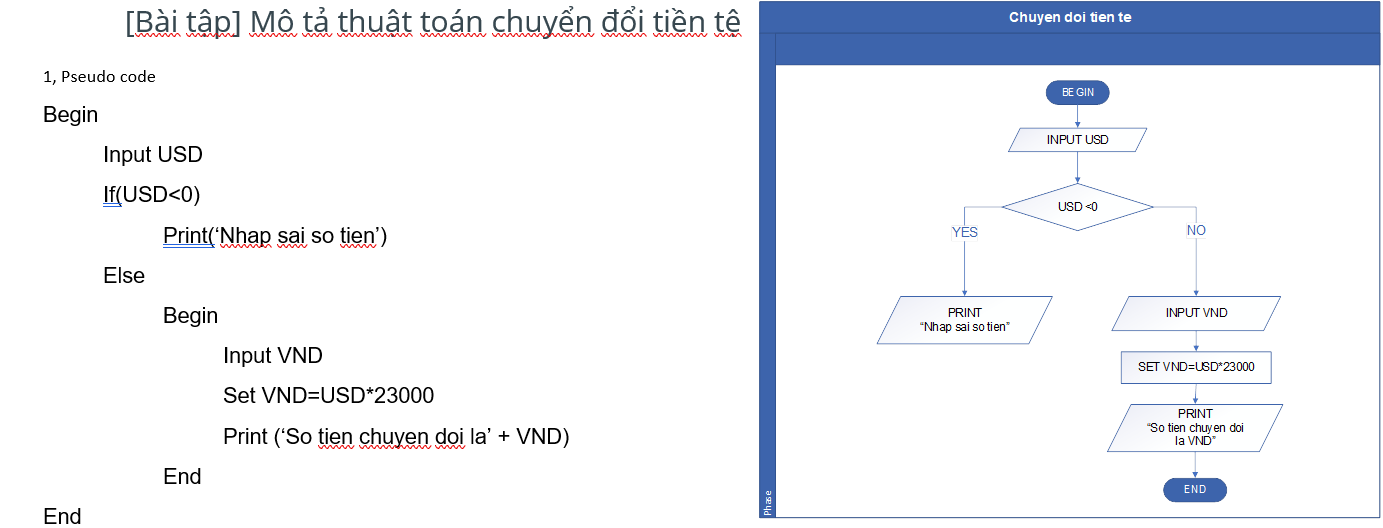 [Bài tập] Mô tả thuật toán chuyển đổi tiền tệ
1, Pseudo code
Begin
Input USD
If(USD<0)
Print(‘Nhap sai so tien’)
Else
Begin
Input VND
Set VND=USD*23000
Print (‘So tien chuyen doi la’ + VND)
End
End
Chuyen doi tien te
BEGIN
INPUT USD
USD <0
YES
NO
PRINT
“Nhap sai so tien”
INPUT VND
SET VND=USD*23000
PRINT
“So tien chuyen doi
la VND”
END
Phase